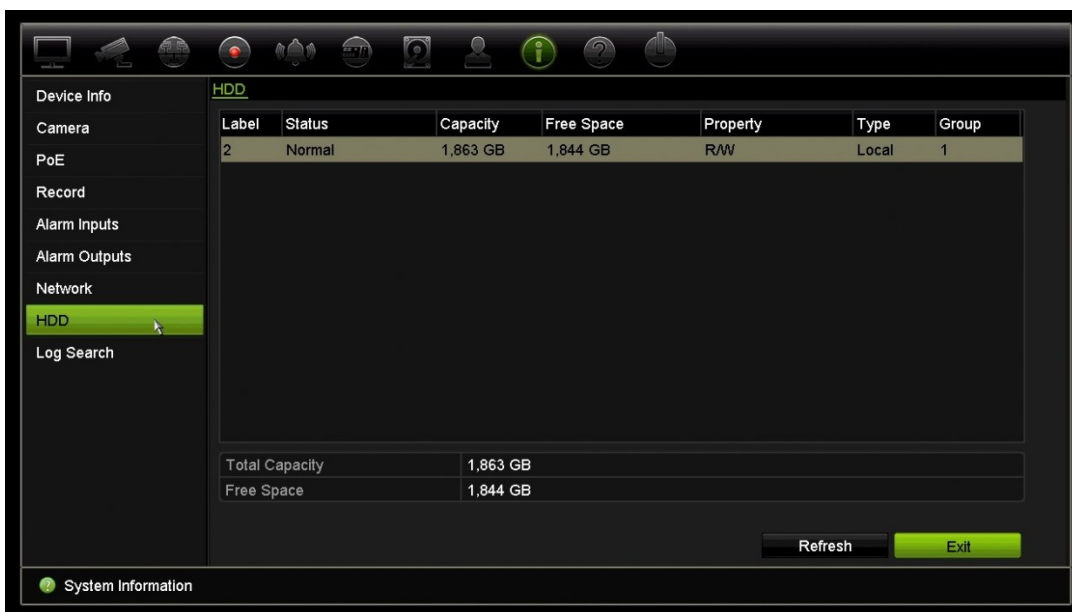 Device Info
Camera
PoE
Record
Alarm Inputs
Alarm Outputs
Network
HDD
Log Search
HDD
Label Status Capacity Free Space Property Type Group
2 Normal 1,863 GB 1,844 GB R/W Local 1
Total Capacity 1,863 GB
Free Space 1,844 GB
Refresh Exit
System Information